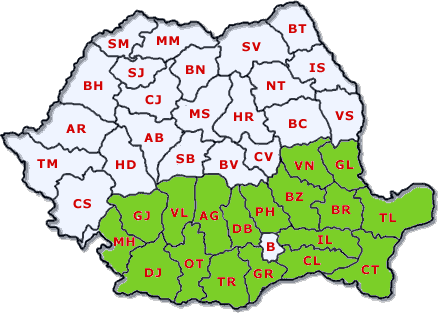 BT
SM
MM
SV
SJ
BN
IS
BH
CJ
NT
MS
HR
VS
AR
AB
BC
TM
HD
SB
BV
CV
VN
GL
CS
GJ
VL
AG
PH
BZ
BR
TL
MH
DB
B
IL
DJ
OT
TR
GR
CL
CT